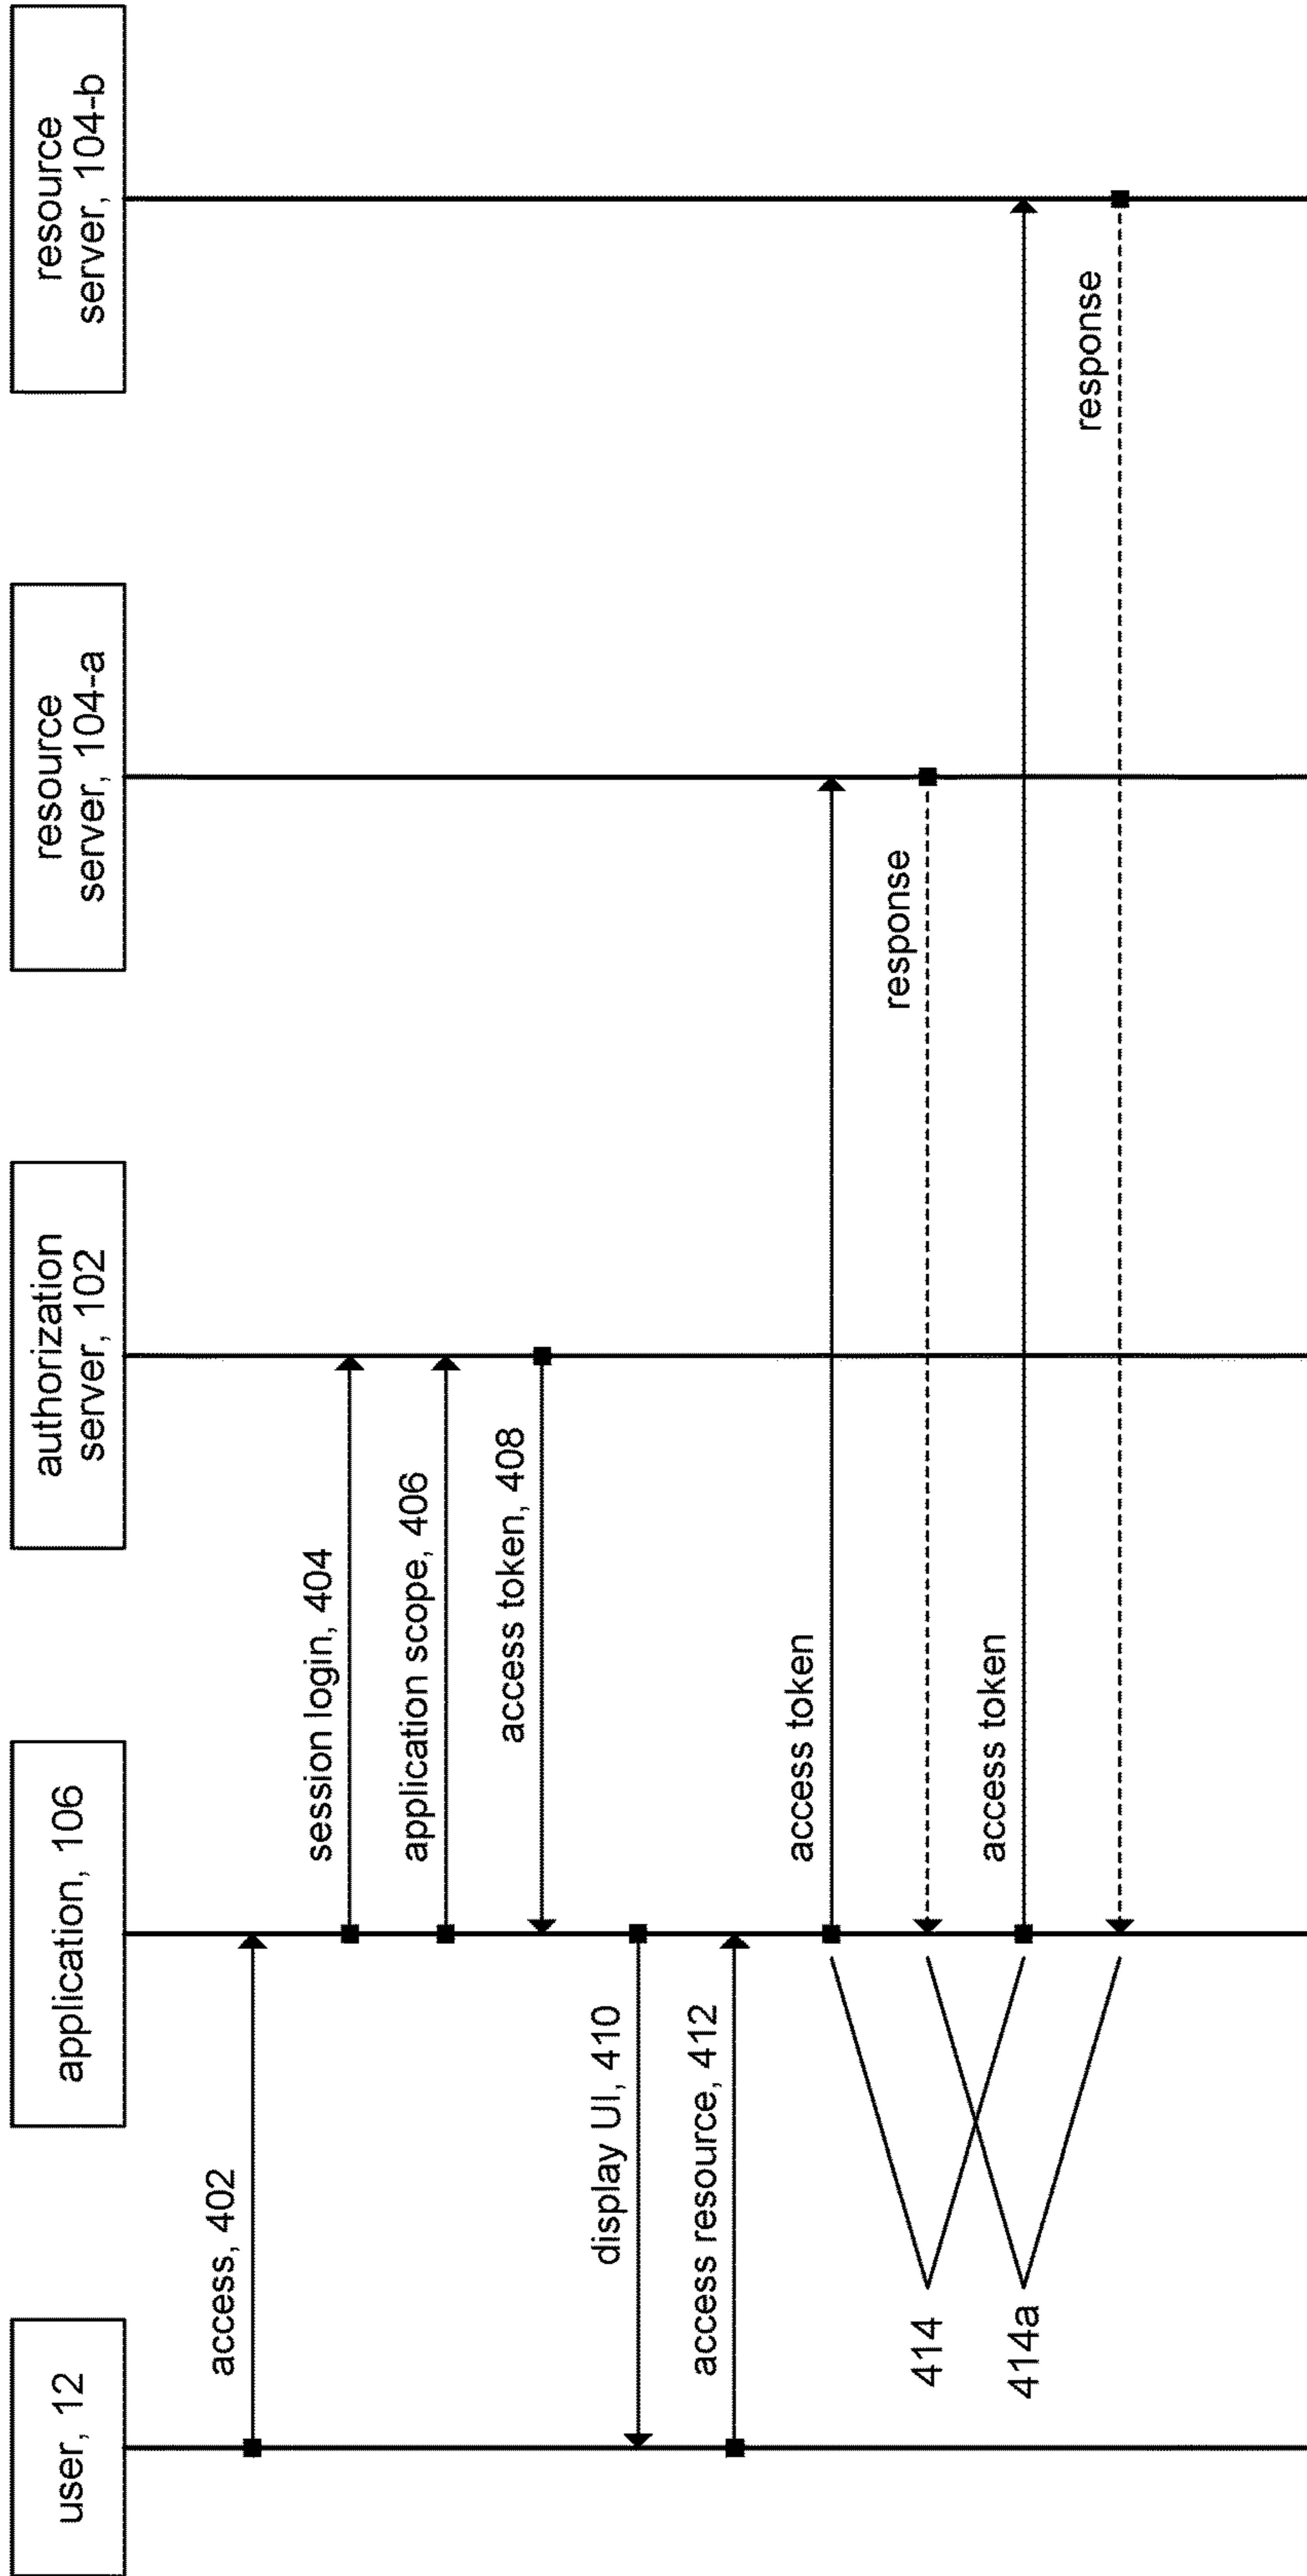 user, 12
application, 106
authorization
server, 102
resource
server, 104-a
resource
server, 104-b
access, 402
session login, 404
application scope, 406
access token, 408
display UI, 410
access resource, 412
access token
response
414
access token
414a
response